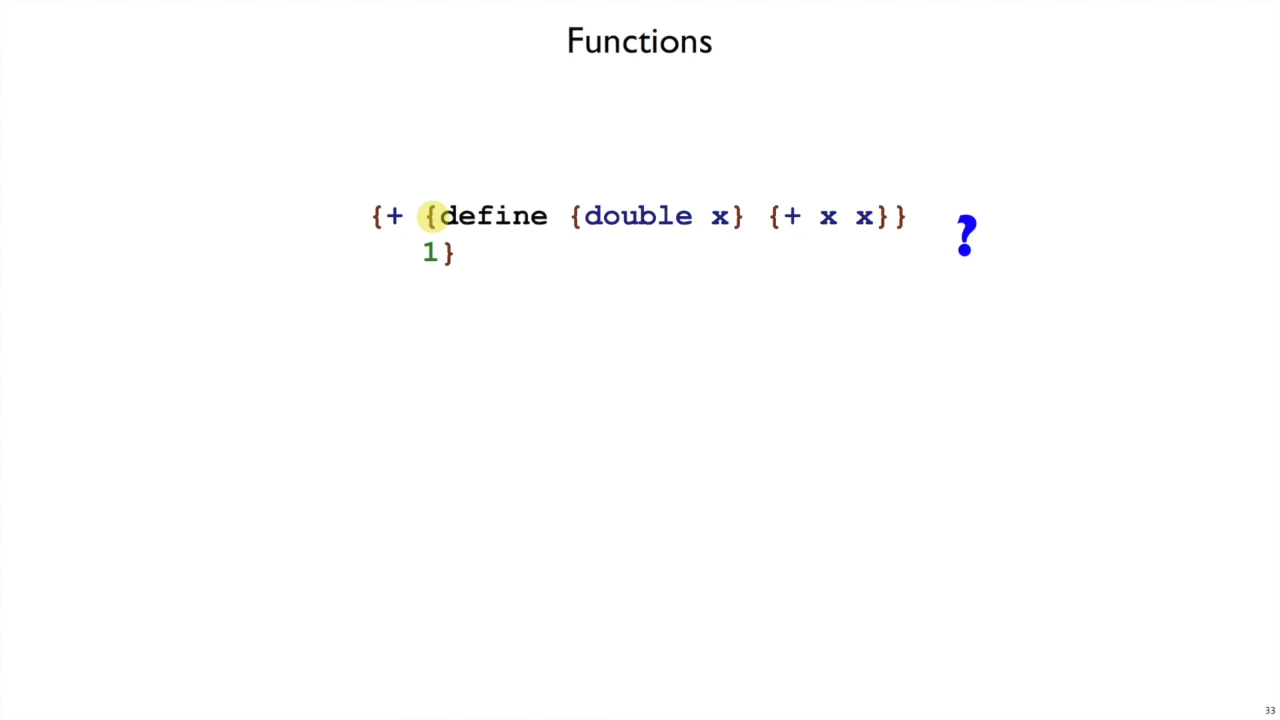 Functions
{+ {define {double x} {+ x x}} ?
1}
33